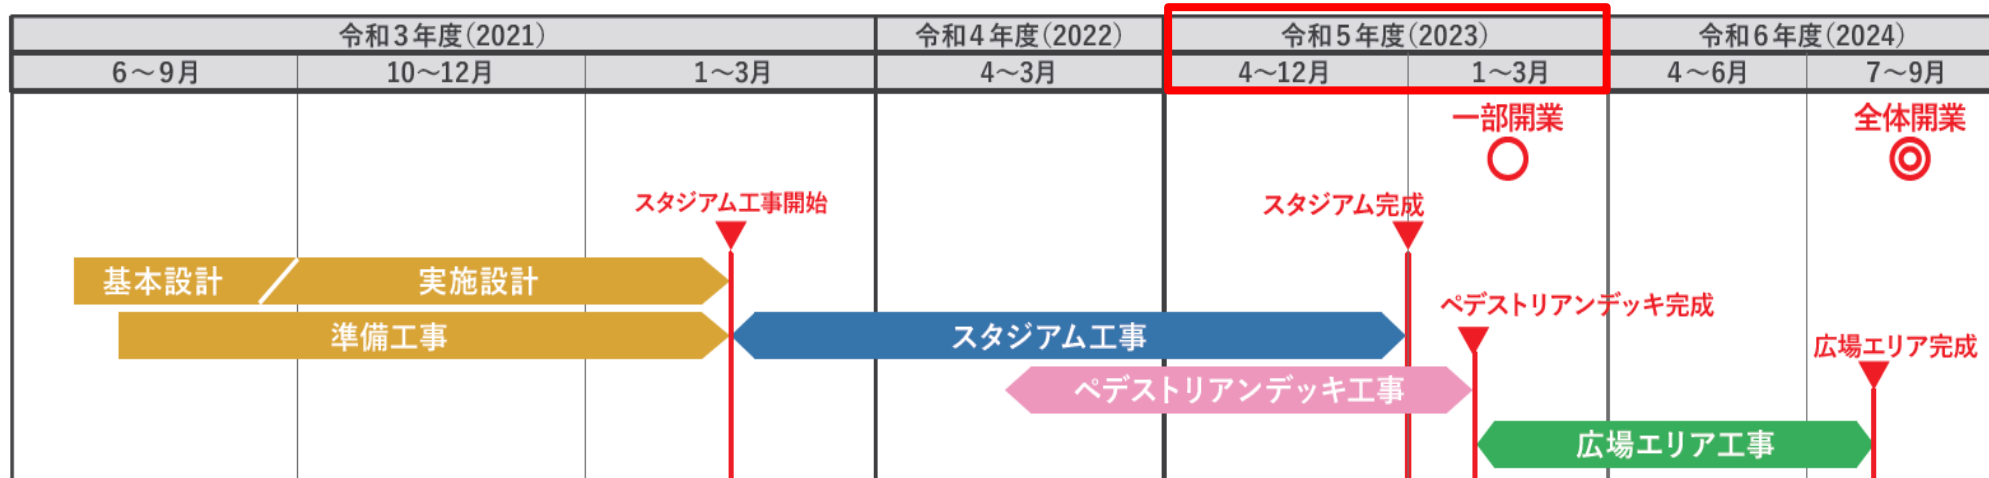 令和3年度(2021) 令和4年度(2022) 令和5年度(2023) 令和6年度(2024)
6～9月 10～12月 1～3月 4～3月 4～12月 1～3月 4～6月 7～9月
一部開業 全体開業
スタジアム工事開始 スタジアム完成
基本設計 実施設計
ペデストリアンデッキ完成
準備工事 スタジアム工事
広場エリア完成
ペデストリアンデッキ工事
広場エリア工事